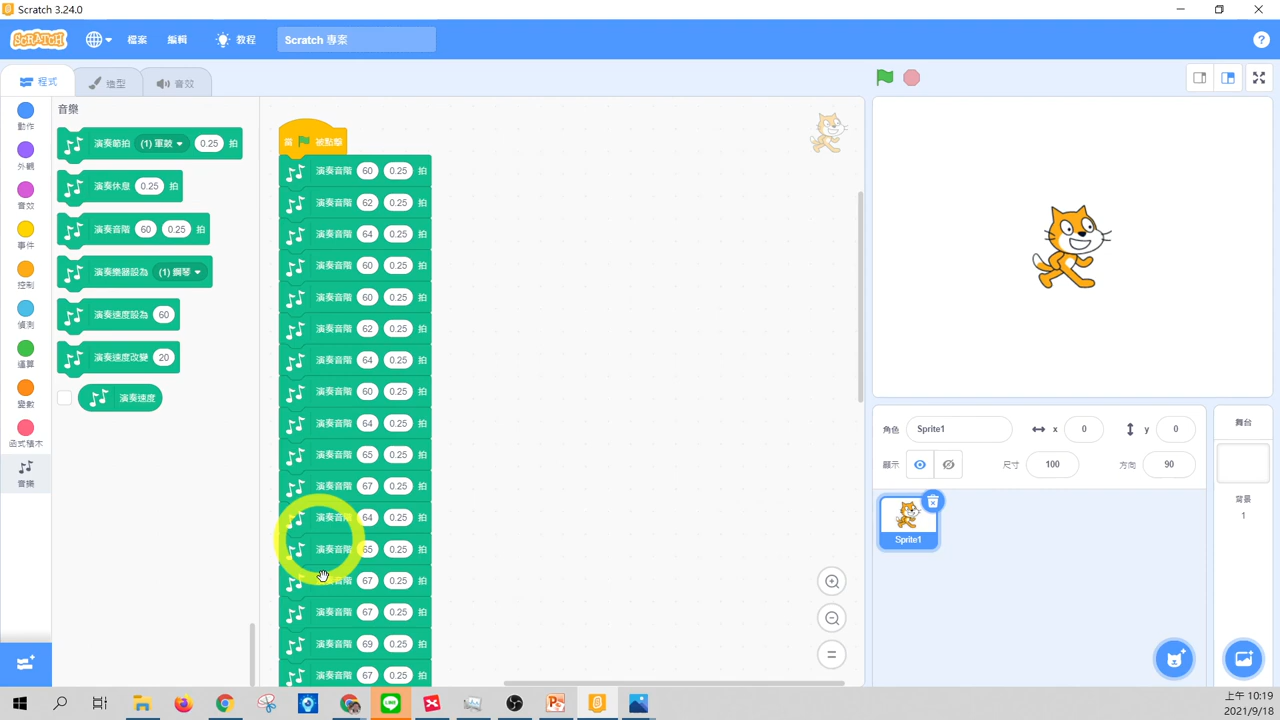 Scratch 3.24.0
SCRATCH
檔案
編輯
教程
Scratch 專案
?
程式
造型
音效
動作
外觀
音效
事件
控制
偵測
運算
變數
函式積木
音樂
音樂
演奏節拍 (1) 軍鼓 0.25 拍
演奏休息 0.25 拍
演奏音階 60 0.25 拍
演奏樂器設為 (1) 鋼琴
演奏速度設為 60
演奏速度改變 20
演奏速度
當 被點擊
演奏音階 60 0.25 拍
演奏音階 62 0.25 拍
演奏音階 64 0.25 拍
演奏音階 60 0.25 拍
演奏音階 60 0.25 拍
演奏音階 62 0.25 拍
演奏音階 64 0.25 拍
演奏音階 60 0.25 拍
演奏音階 64 0.25 拍
演奏音階 65 0.25 拍
演奏音階 67 0.25 拍
演奏音階 64 0.25 拍
演奏音階 65 0.25 拍
演奏音階 67 0.25 拍
演奏音階 67 0.25 拍
演奏音階 69 0.25 拍
演奏音階 67 0.25 拍
角色 Sprite1 x 0 y 0
顯示 尺寸 100 方向 90
Sprite1
舞台
背景
1
LINE
上午 10:19
2021/9/18